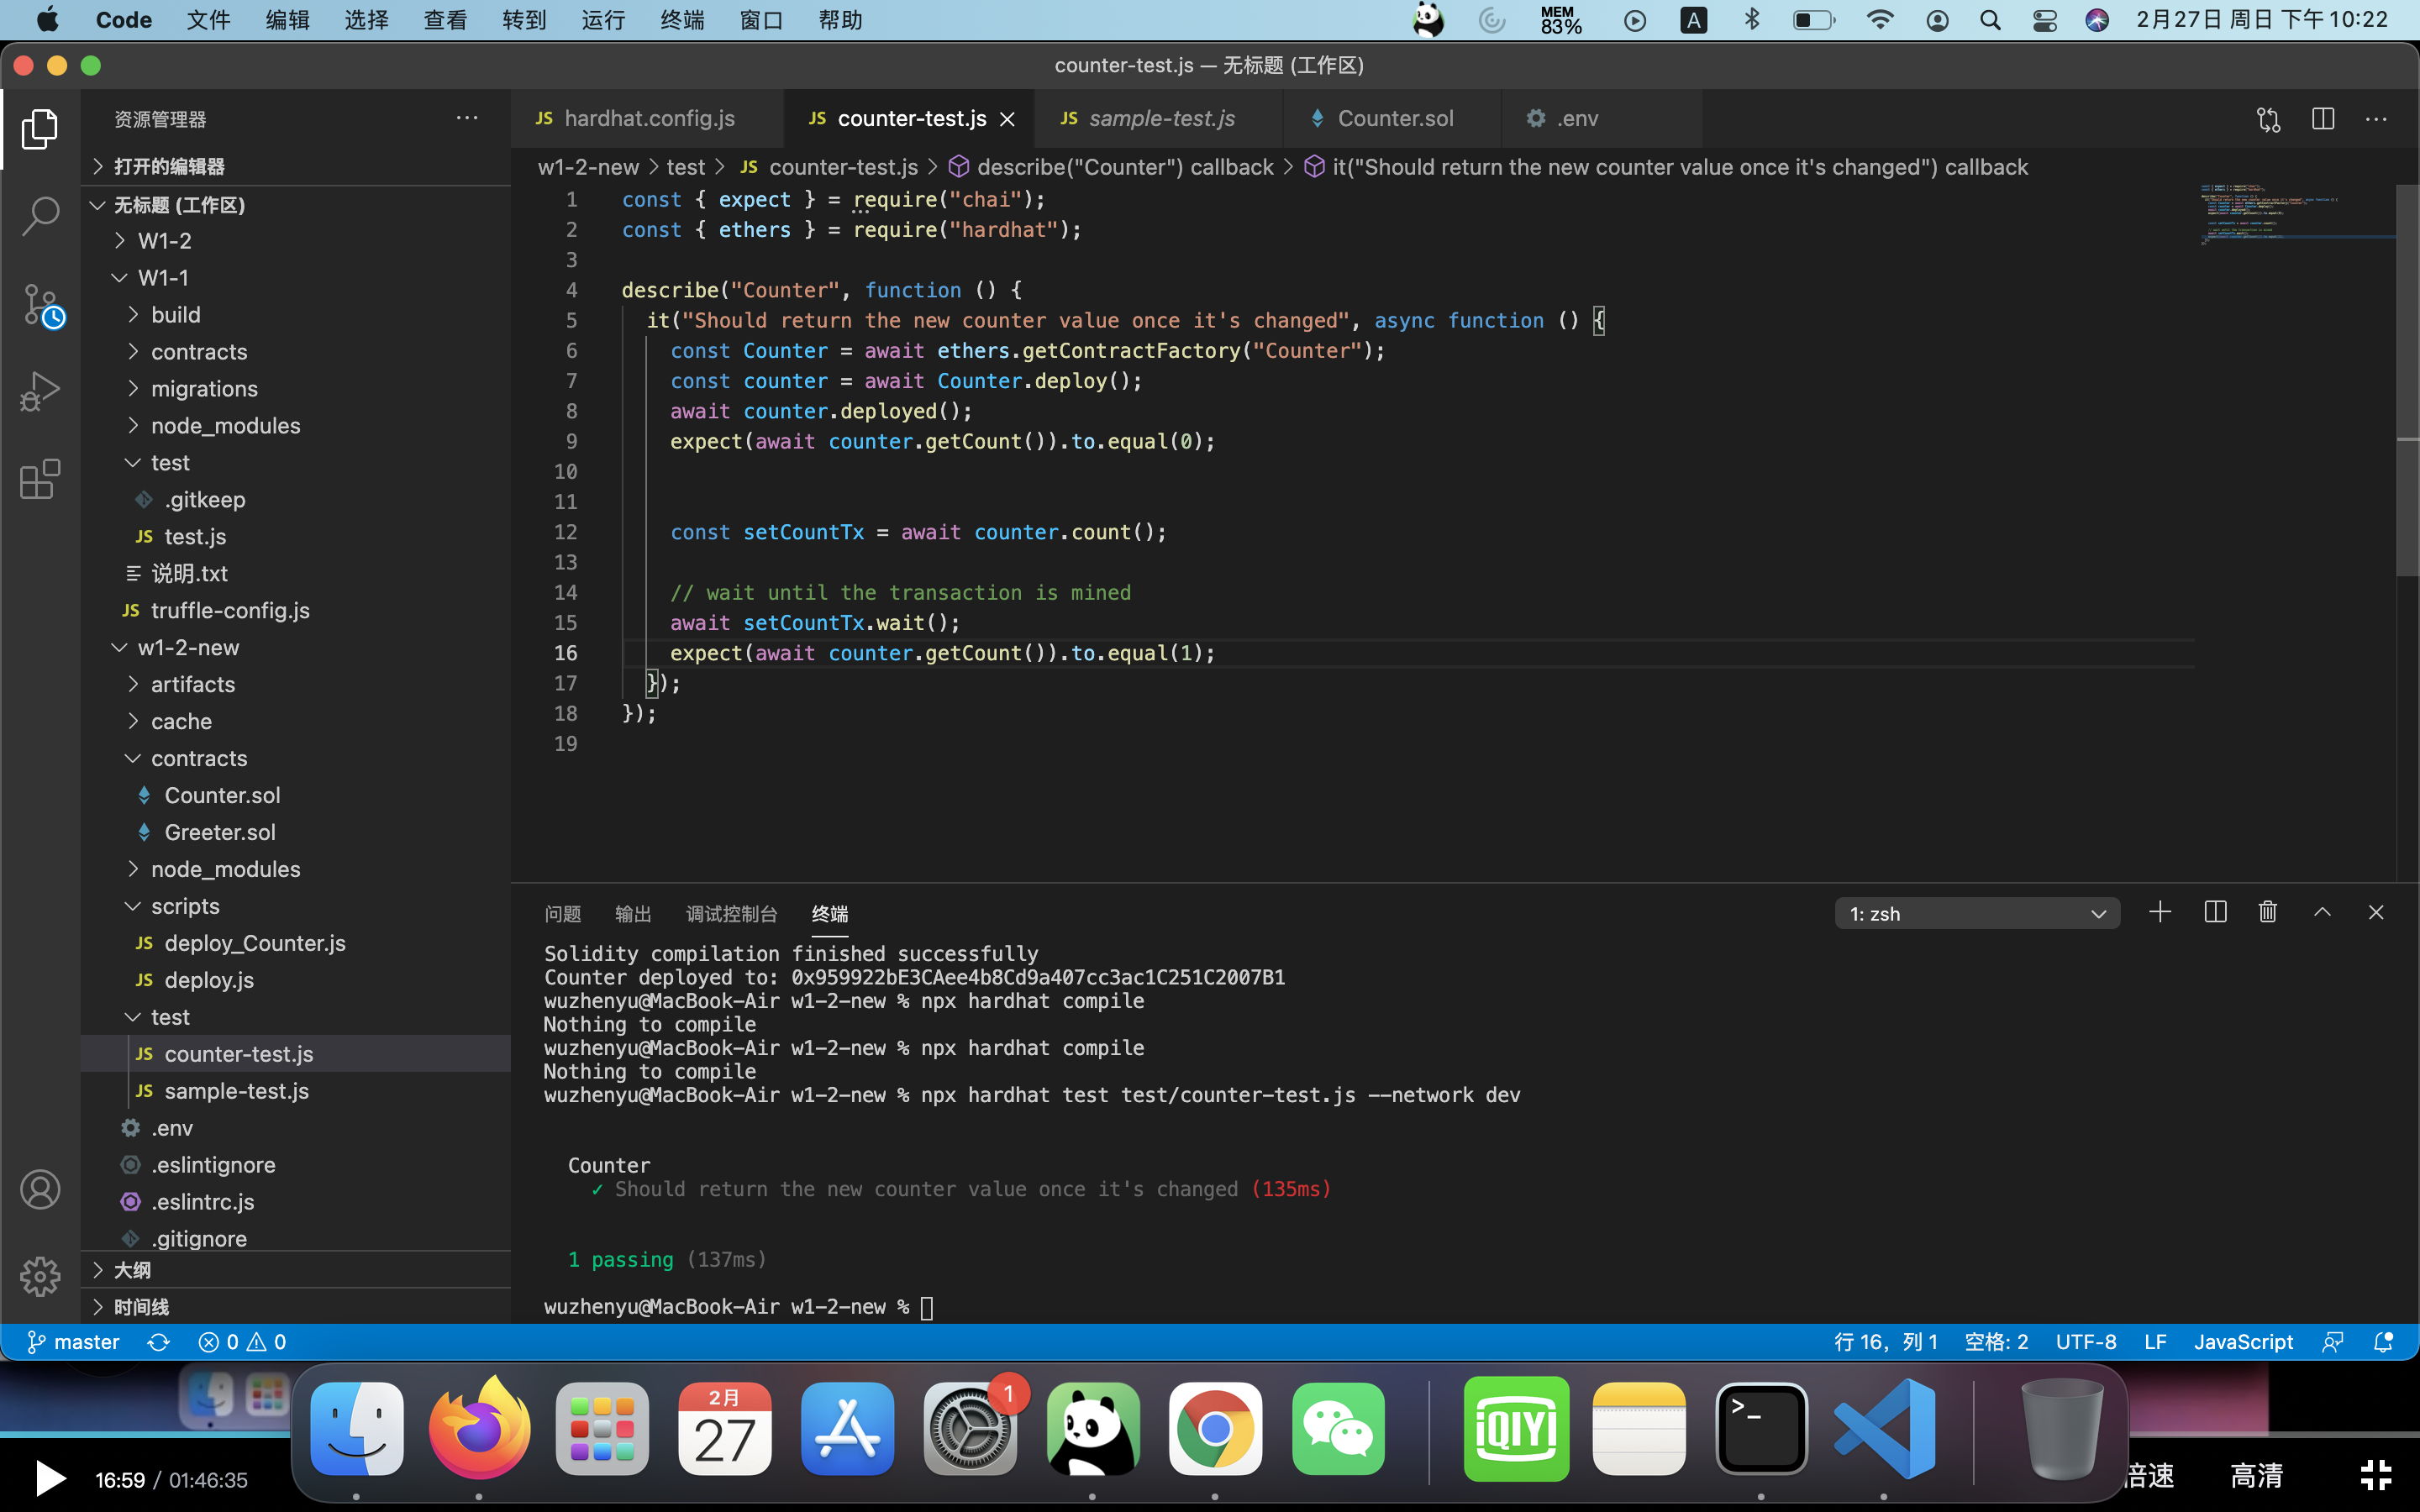 Code 文件 编辑 选择 查看 转到 运行 终端 窗口 帮助 MEM 83% A 2月27日 周日 下午10:22
counter-test.js — 无标题 (工作区)
资源管理器
JS hardhat.config.js JS counter-test.js JS sample-test.js Counter.sol .env
打开的编辑器
w1-2-new > test > JS counter-test.js > describe("Counter") callback > it("Should return the new counter value once it's changed") callback
无标题 (工作区)
W1-2
W1-1
build
contracts
migrations
node_modules
test
.gitkeep
JS test.js
说明.txt
JS truffle-config.js
w1-2-new
artifacts
cache
contracts
Counter.sol
Greeter.sol
node_modules
scripts
JS deploy_Counter.js
JS deploy.js
test
JS counter-test.js
JS sample-test.js
.env
.eslintignore
.eslintrc.js
.gitignore
大纲
时间线
1 const { expect } = require("chai");
2 const { ethers } = require("hardhat");
3
4 describe("Counter", function () {
5 it("Should return the new counter value once it's changed", async function () {
6 const Counter = await ethers.getContractFactory("Counter");
7 const counter = await Counter.deploy();
8 await counter.deployed();
9 expect(await counter.getCount()).to.equal(0);
10
11
12 const setCountTx = await counter.count();
13
14 // wait until the transaction is mined
15 await setCountTx.wait();
16 expect(await counter.getCount()).to.equal(1);
17 });
18 });
19
问题 输出 调试控制台 终端 1: zsh
Solidity compilation finished successfully
Counter deployed to: 0x959922bE3CAee4b8Cd9a407cc3ac1C251C2007B1
wuzhenyu@MacBook-Air w1-2-new % npx hardhat compile
Nothing to compile
wuzhenyu@MacBook-Air w1-2-new % npx hardhat compile
Nothing to compile
wuzhenyu@MacBook-Air w1-2-new % npx hardhat test test/counter-test.js --network dev
Counter
✓ Should return the new counter value once it's changed (135ms)
1 passing (137ms)
wuzhenyu@MacBook-Air w1-2-new %
master 0 0 行 16，列 1 空格: 2 UTF-8 LF JavaScript
2月
27
1
iQIYI
>_
16:59 / 01:46:35 倍速 高清